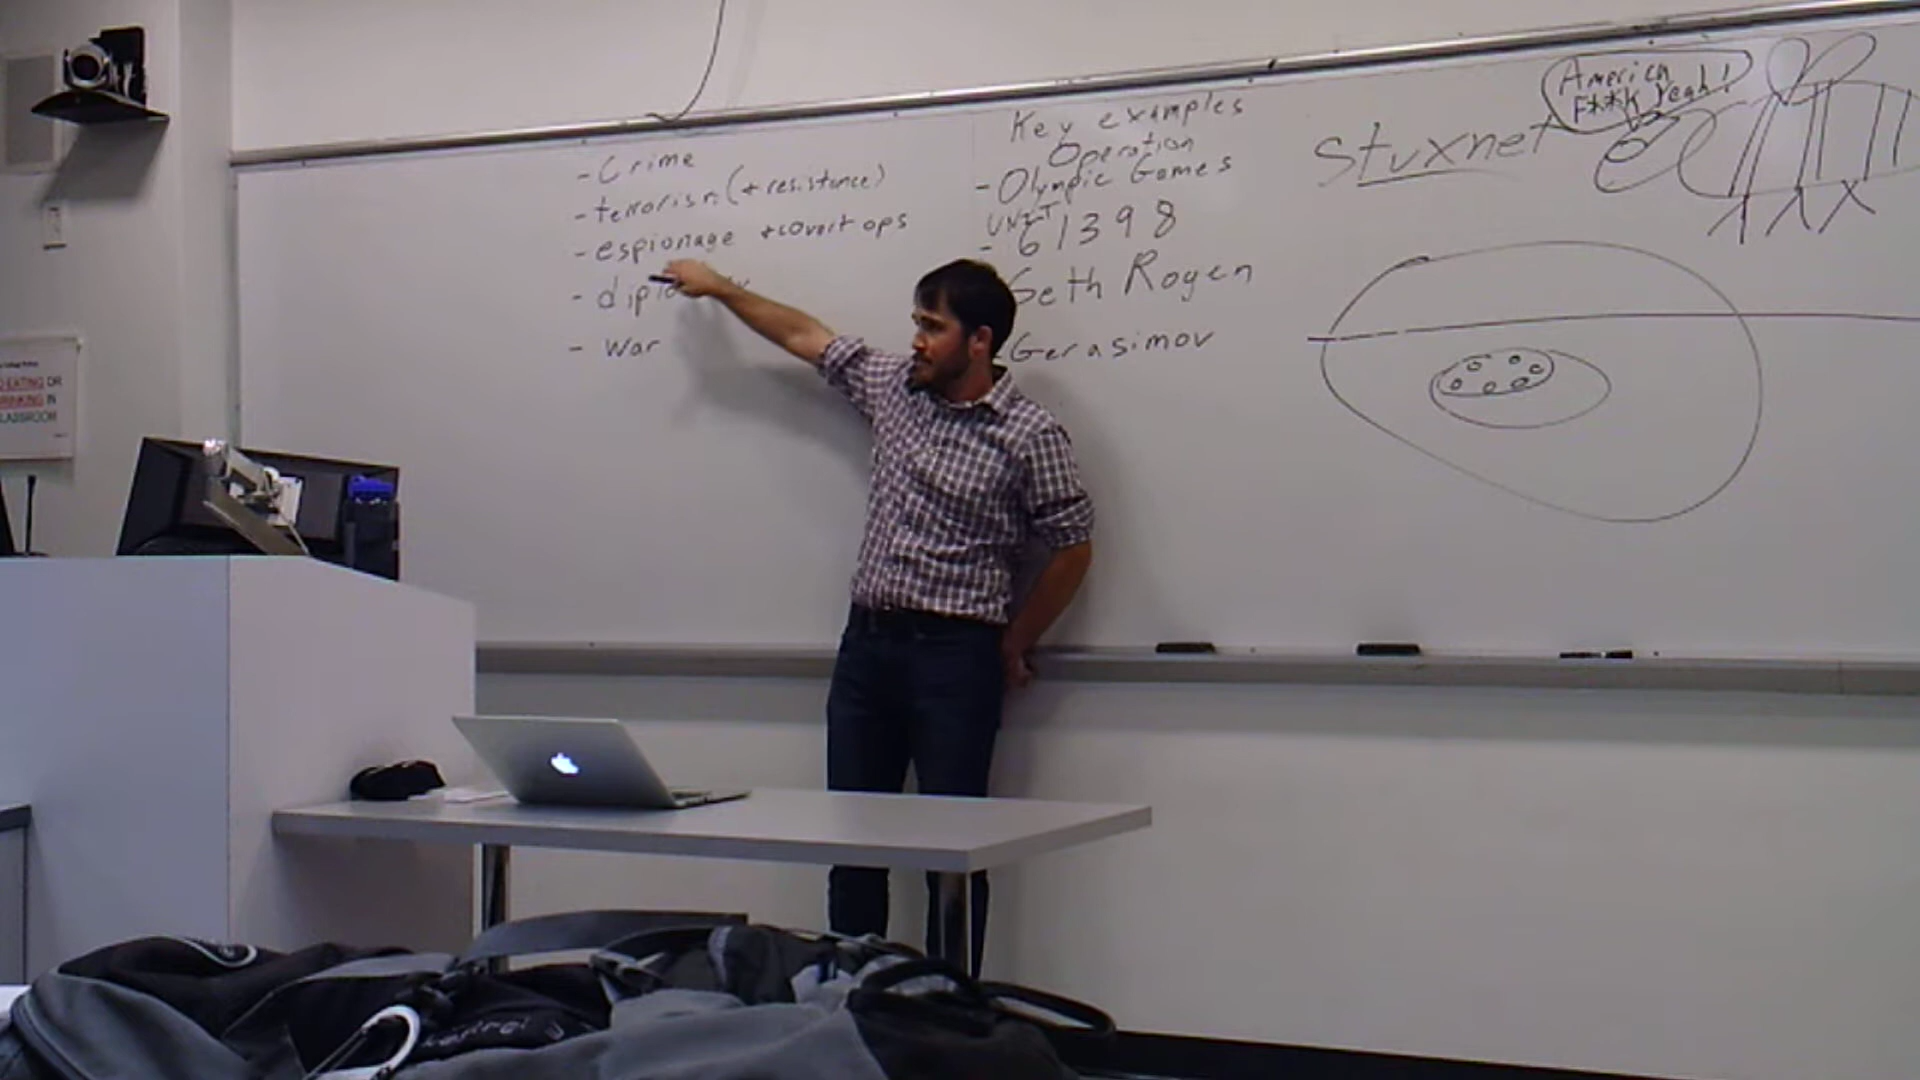 - Crime
- terrorism (+ resistance)
- espionage + covert ops
- war
Key examples
Operation
- Olympic Games
UNIT
- 61398
Seth Rogen
Gerasimov
Stuxnet
America
F**k Yeah!
EATING OR
DRINKING IN
CLASSROOM